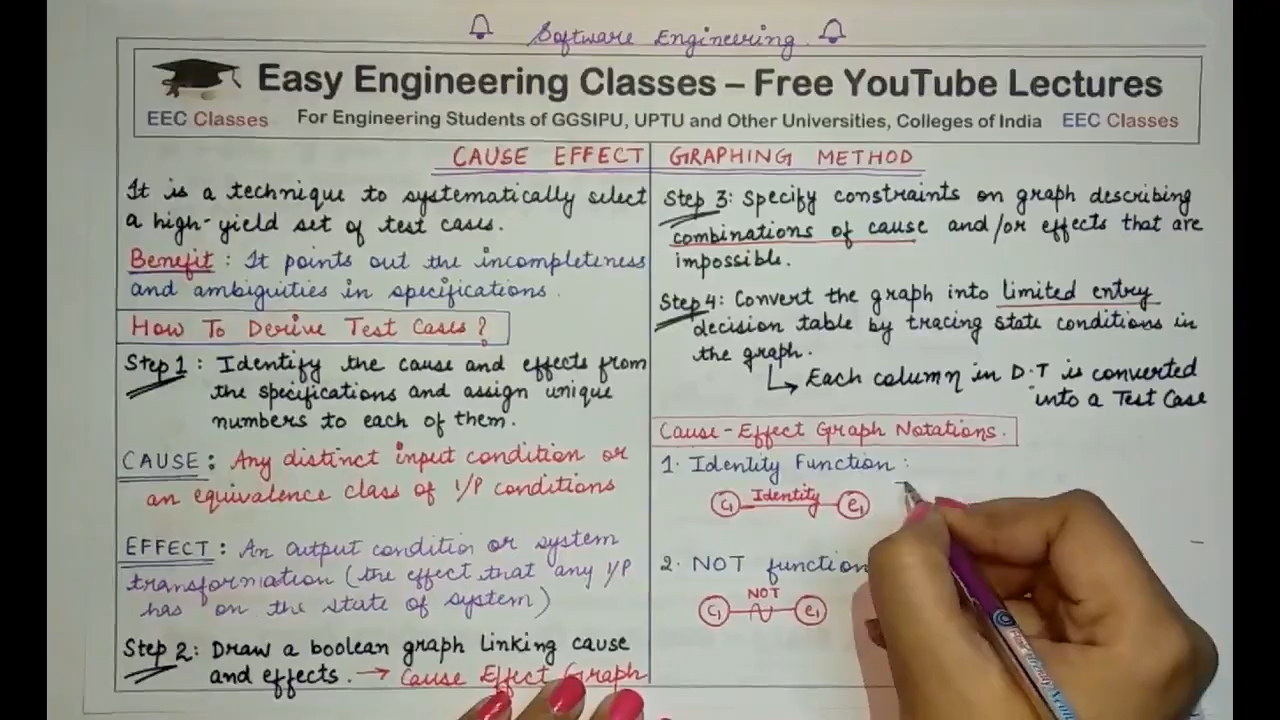 Software Engineering
Easy Engineering Classes – Free YouTube Lectures
EEC Classes For Engineering Students of GGSIPU, UPTU and Other Universities, Colleges of India EEC Classes
CAUSE EFFECT GRAPHING METHOD
It is a technique to systematically select
a high-yield set of test cases.
Benefit : It points out the incompleteness
and ambiguities in specifications.
How To Derive Test Cases?
Step 1 : Identify the cause and effects from
the specifications and assign unique
numbers to each of them.
CAUSE : Any distinct input condition or
an equivalence class of I/P conditions
EFFECT : An output condition or system
transformation (the effect that any I/P
has on the state of system)
Step 2 : Draw a boolean graph linking cause
and effects. → Cause Effect Graph
Step 3 : Specify constraints on graph describing
combinations of cause and/or effects that are
impossible.
Step 4 : Convert the graph into limited entry
decision table by tracing state conditions in
the graph.
↳ Each column in D.T is converted
into a Test Case
Cause-Effect Graph Notations.
1. Identity Function :
C1 Identity e1
2. NOT function
NOT
C1 e1